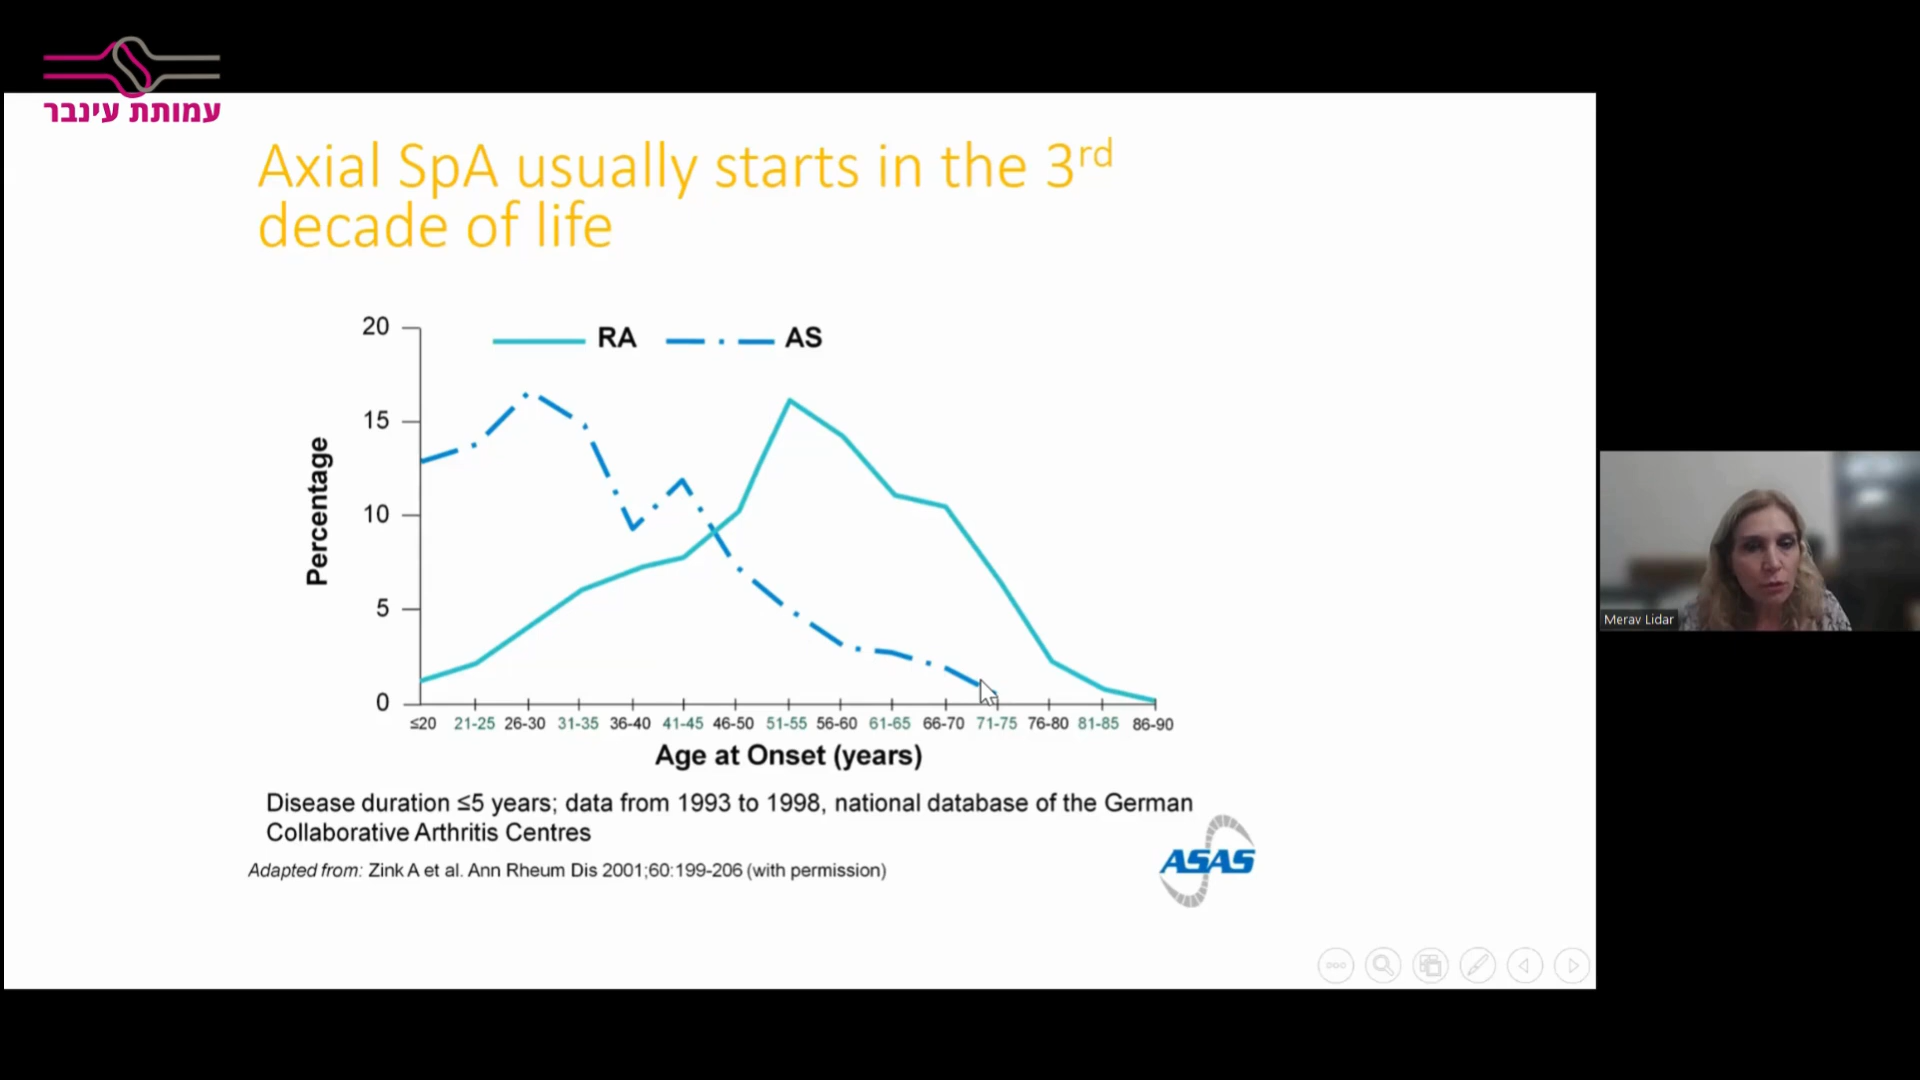 עמותת עינבר
Axial SpA usually starts in the 3rd
decade of life
RA AS
Percentage
20
15
10
5
0
≤20 21-25 26-30 31-35 36-40 41-45 46-50 51-55 56-60 61-65 66-70 71-75 76-80 81-85 86-90
Age at Onset (years)
Disease duration ≤5 years; data from 1993 to 1998, national database of the German
Collaborative Arthritis Centres
Adapted from: Zink A et al. Ann Rheum Dis 2001;60:199-206 (with permission)
ASAS
Merav Lidar